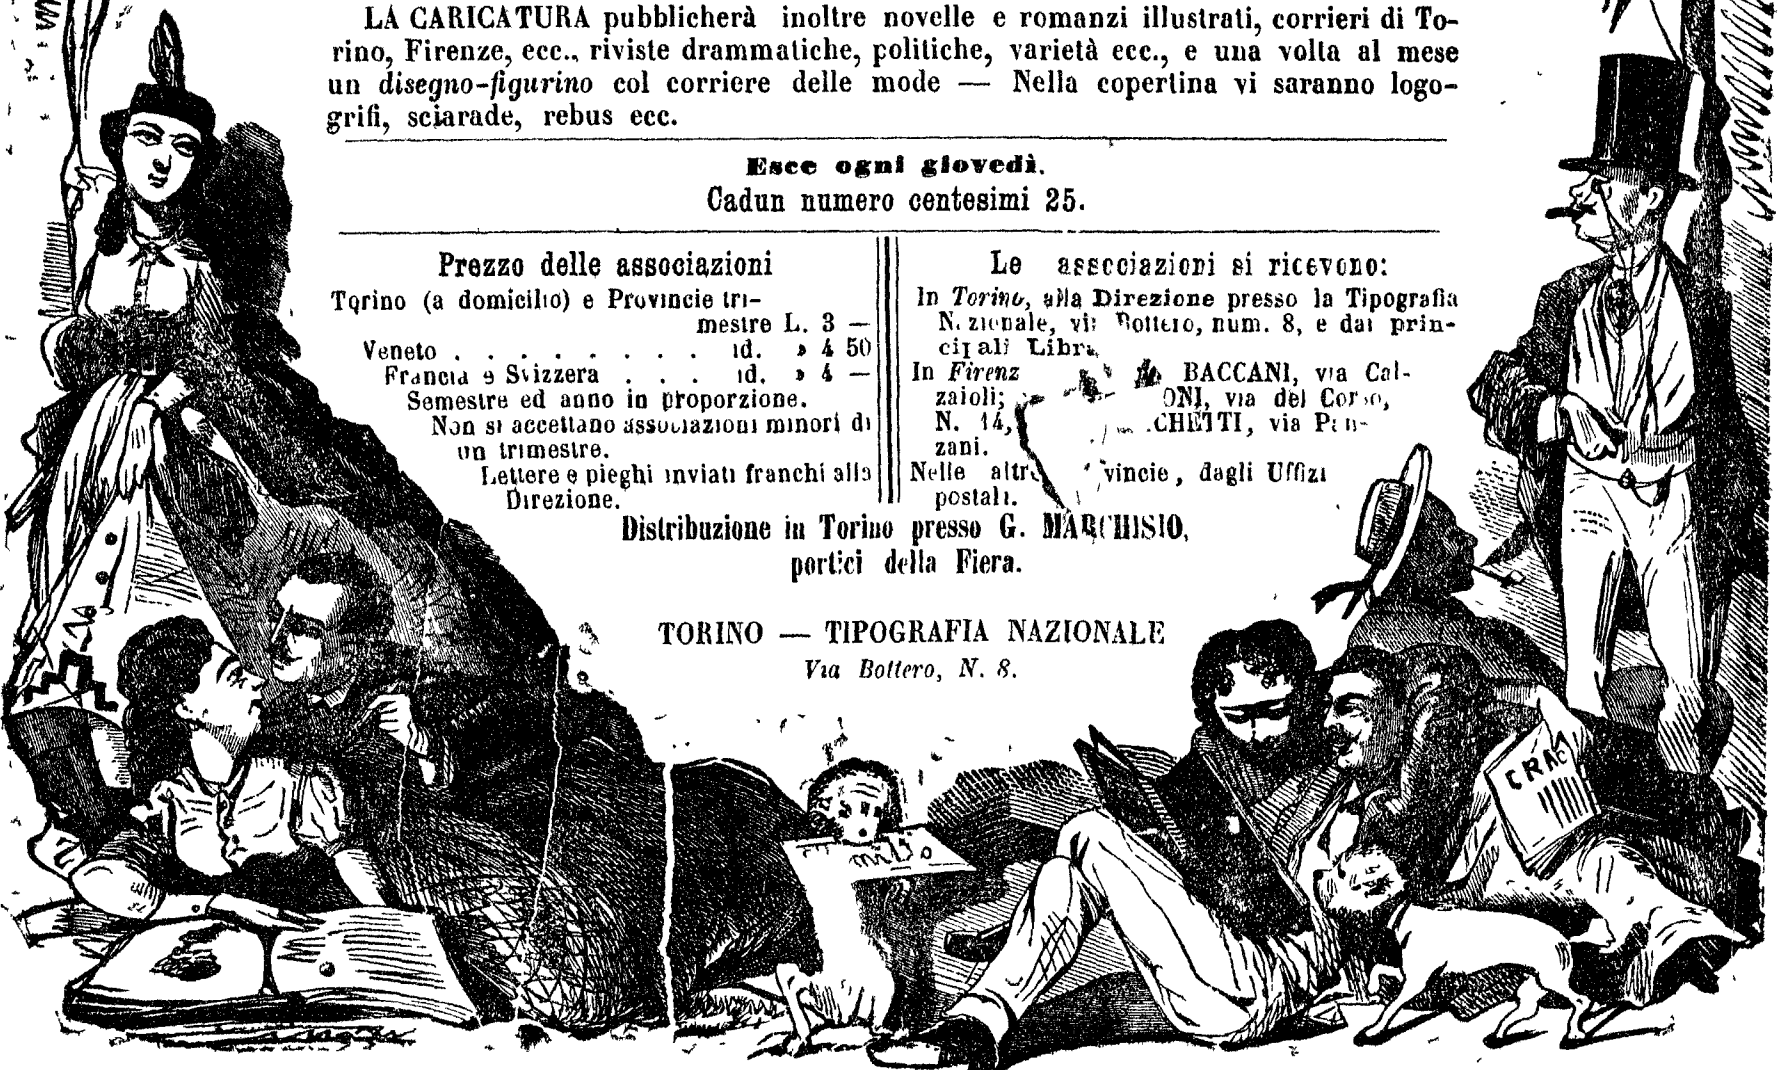 LA CARICATURA pubblicherà inoltre novelle e romanzi illustrati, corrieri di To-
rino, Firenze, ecc., riviste drammatiche, politiche, varietà ecc., e una volta al mese
un disegno-figurino col corriere delle mode — Nella copertina vi saranno logo-
grifi, sciarade, rebus ecc.
Esce ogni giovedì.
Cadun numero centesimi 25.
Prezzo delle associazioni
Torino (a domicilio) e Provincie tri-
mestre L. 3 —
Veneto . . . . . . . . id. » 4 50
Francia e Svizzera . . . id. » 4 —
Semestre ed anno in proporzione.
Non si accettano associazioni minori di
un trimestre.
Lettere e pieghi inviati franchi alla
Direzione.
Le associazioni si ricevono:
In Torino, alla Direzione presso la Tipografia
Nazionale, via Bottero, num. 8, e dai prin-
cipali
In BACCANI, via Cal-
zaioli; via del Corso,
N. 14, via Pan-
zani.
Nelle dagli Uffizi
postali.
Distribuzione in Torino presso G. MARCHISIO,
portici della Fiera.
TORINO — TIPOGRAFIA NAZIONALE
Via Bottero, N. 8.